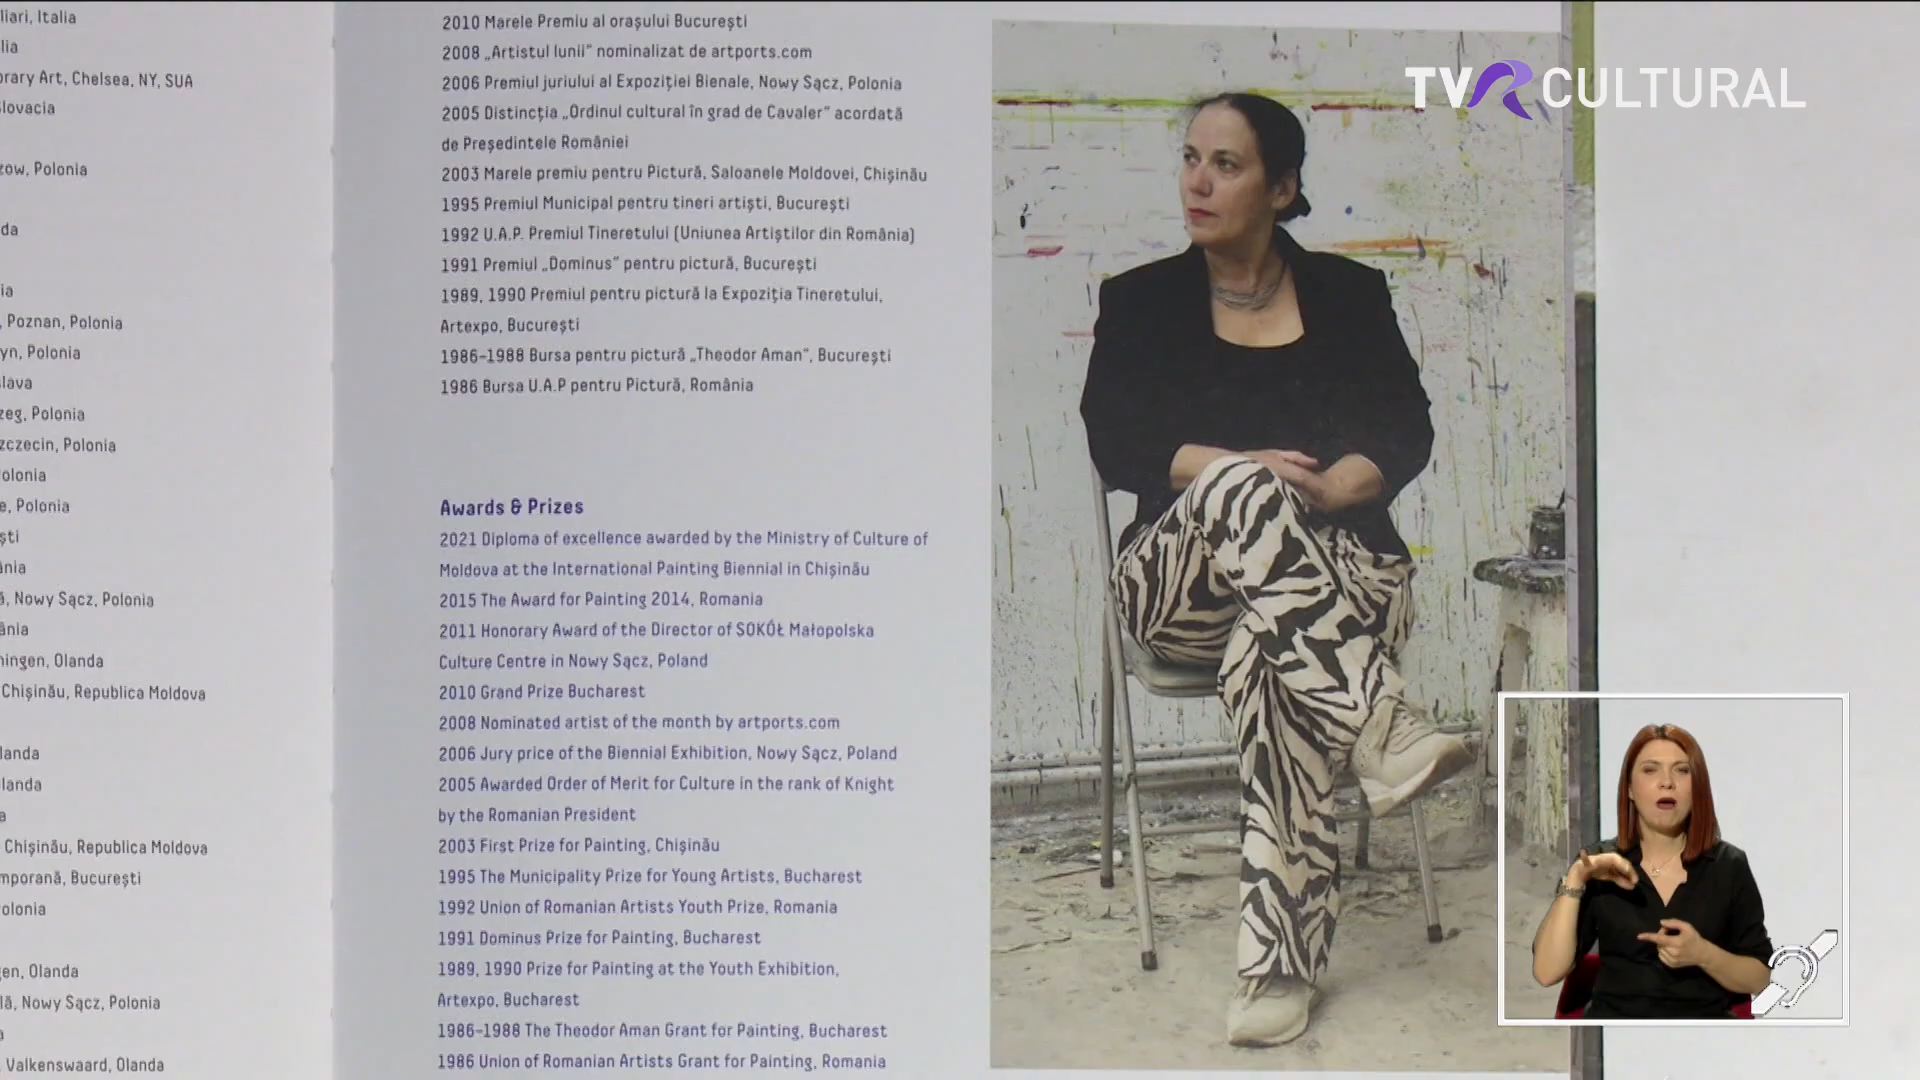 liari, Italia
lia
orary Art, Chelsea, NY, SUA
Slovacia
zow, Polonia
da
ia
, Poznan, Polonia
yn, Polonia
slava
zeg, Polonia
zczecin, Polonia
olonia
e, Polonia
ști
ânia
ă, Nowy Sącz, Polonia
ânia
ningen, Olanda
Chișinău, Republica Moldova
landa
landa
a
Chișinău, Republica Moldova
mporană, București
olonia
gen, Olanda
lă, Nowy Sącz, Polonia
a
, Valkenswaard, Olanda
2010 Marele Premiu al orașului București
2008 „Artistul lunii” nominalizat de artports.com
2006 Premiul juriului al Expoziției Bienale, Nowy Sącz, Polonia
2005 Distincția „Ordinul cultural în grad de Cavaler” acordată
de Președintele României
2003 Marele premiu pentru Pictură, Saloanele Moldovei, Chișinău
1995 Premiul Municipal pentru tineri artiști, București
1992 U.A.P. Premiul Tineretului (Uniunea Artiștilor din România)
1991 Premiul „Dominus” pentru pictură, București
1989, 1990 Premiul pentru pictură la Expoziția Tineretului,
Artexpo, București
1986-1988 Bursa pentru pictură „Theodor Aman”, București
1986 Bursa U.A.P pentru Pictură, România
Awards & Prizes
2021 Diploma of excellence awarded by the Ministry of Culture of
Moldova at the International Painting Biennial in Chișinău
2015 The Award for Painting 2014, Romania
2011 Honorary Award of the Director of SOKÓŁ Małopolska
Culture Centre in Nowy Sącz, Poland
2010 Grand Prize Bucharest
2008 Nominated artist of the month by artports.com
2006 Jury price of the Biennial Exhibition, Nowy Sącz, Poland
2005 Awarded Order of Merit for Culture in the rank of Knight
by the Romanian President
2003 First Prize for Painting, Chișinău
1995 The Municipality Prize for Young Artists, Bucharest
1992 Union of Romanian Artists Youth Prize, Romania
1991 Dominus Prize for Painting, Bucharest
1989, 1990 Prize for Painting at the Youth Exhibition,
Artexpo, Bucharest
1986-1988 The Theodor Aman Grant for Painting, Bucharest
1986 Union of Romanian Artists Grant for Painting, Romania
TVR CULTURAL